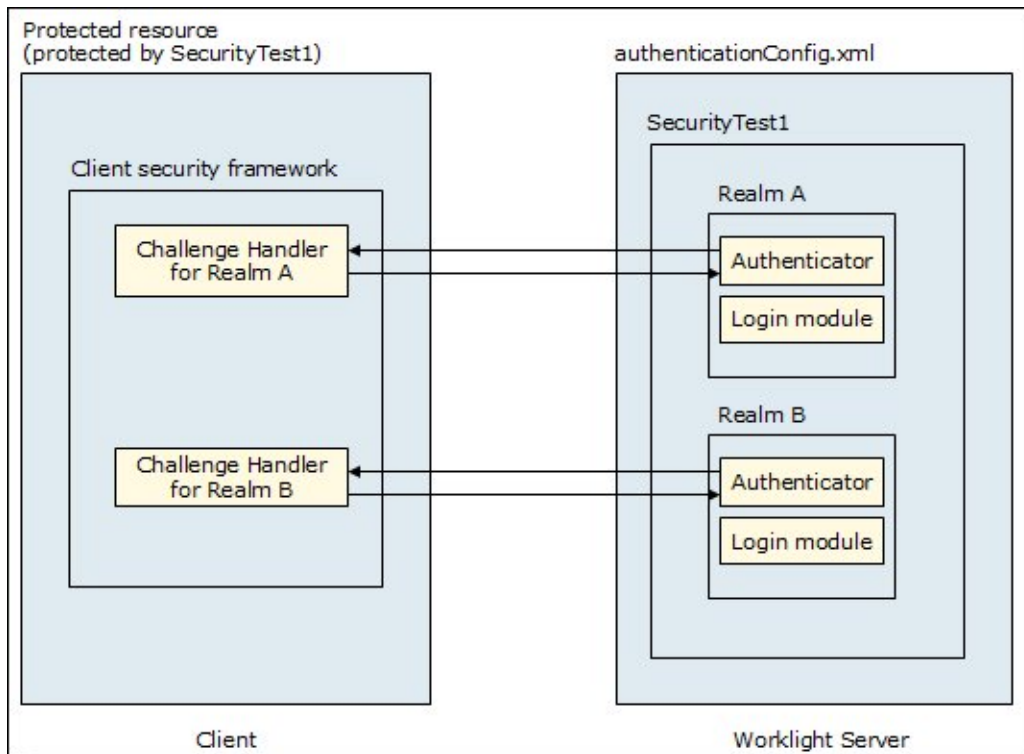 Protected resource
(protected by SecurityTest1)
Client security framework
Challenge Handler
for Realm A
Challenge Handler
for Realm B
Client
authenticationConfig.xml
SecurityTest1
Realm A
Authenticator
Login module
Realm B
Authenticator
Login module
Worklight Server